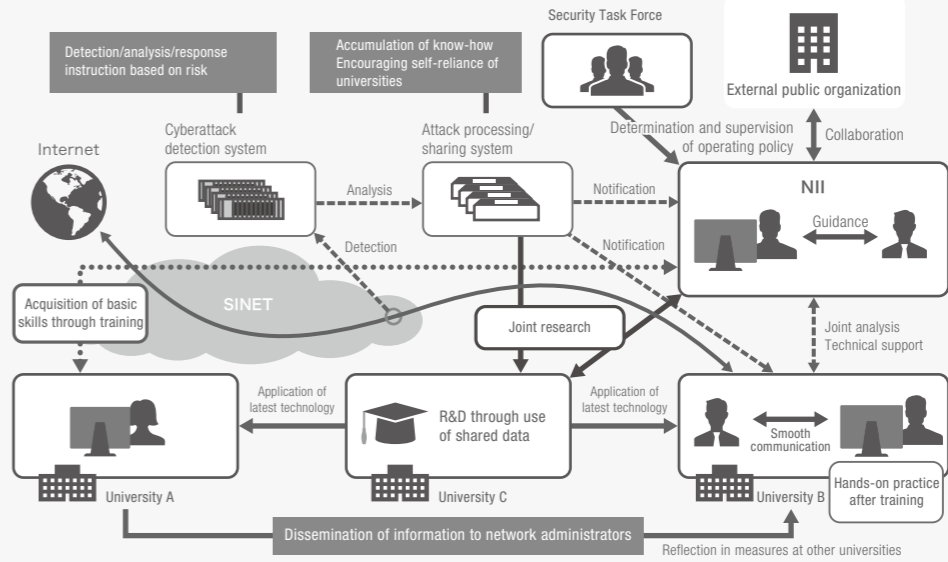 Security Task Force
Detection/analysis/response
instruction based on risk
Accumulation of know-how
Encouraging self-reliance of
universities
External public organization
Cyberattack
detection system
Attack processing/
sharing system
Determination and supervision
of operating policy
Collaboration
Internet
NII
Analysis
Notification
Guidance
Detection
Notification
SINET
Acquisition of basic
skills through training
Joint research
Joint analysis
Technical support
Application of
latest technology
R&D through use
of shared data
Application of
latest technology
Smooth
communication
University A
University C
University B
Hands-on practice
after training
Dissemination of information to network administrators
Reflection in measures at other universities